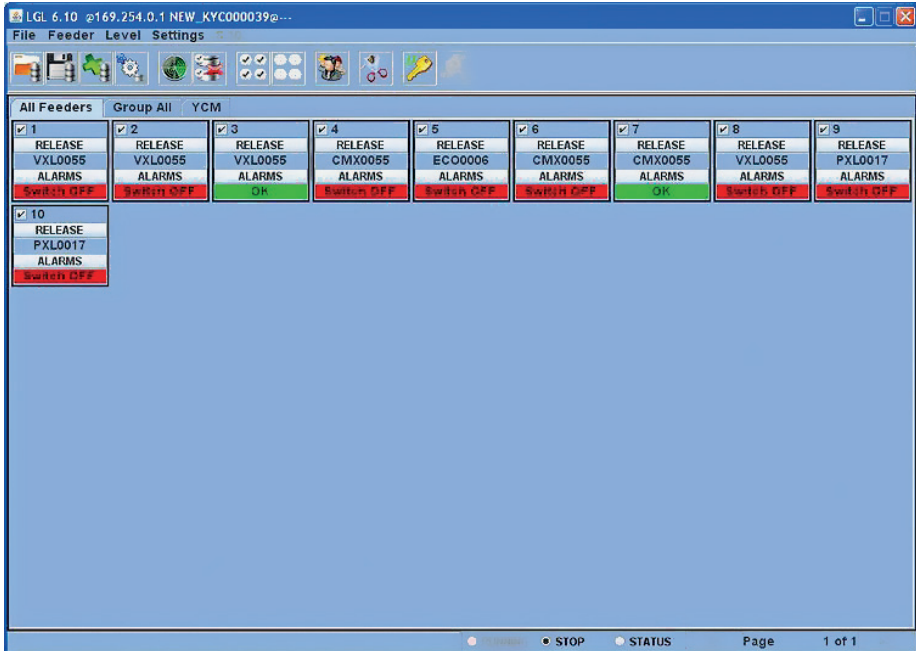 LGL 6.10 @169.254.0.1 NEW_KYC000039@---
File Feeder Level Settings
All Feeders Group All YCM
1 2 3 4 5 6 7 8 9
RELEASE RELEASE RELEASE RELEASE RELEASE RELEASE RELEASE RELEASE RELEASE
VXL0055 VXL0055 VXL0055 CMX0055 ECO0006 CMX0055 CMX0055 VXL0055 PXL0017
ALARMS ALARMS ALARMS ALARMS ALARMS ALARMS ALARMS ALARMS ALARMS
Switch OFF Switch OFF OK Switch OFF Switch OFF Switch OFF OK Switch OFF Switch OFF
10
RELEASE
PXL0017
ALARMS
Switch OFF
STOP STATUS Page 1 of 1